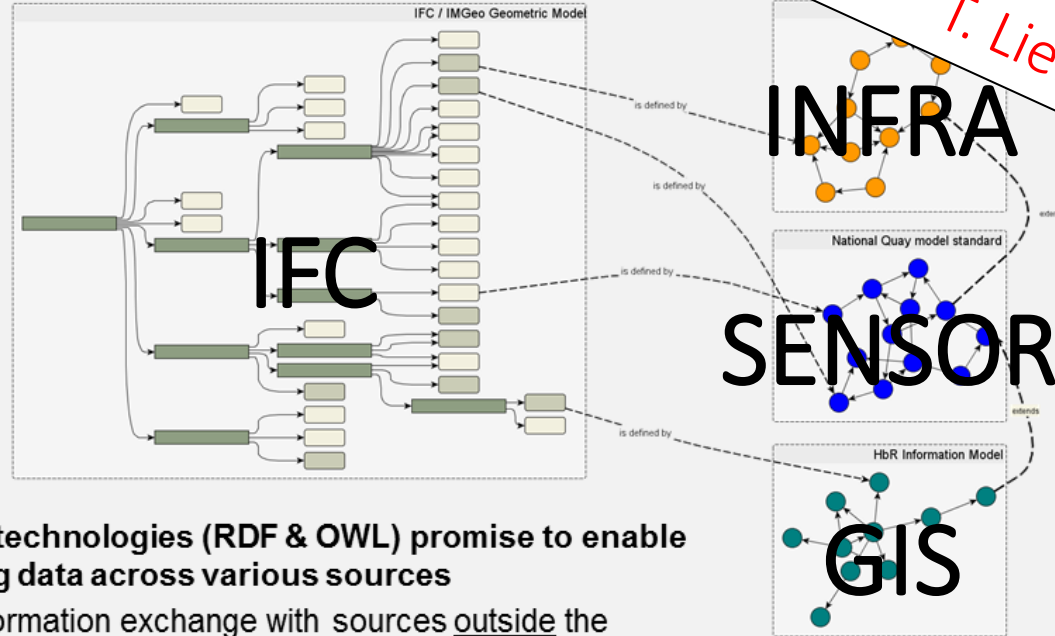 IFC / IMGeo Geometric Model
T. Lie
is defined by
INFRA
is defined by
National Quay model standard
IFC
is defined by
SENSOR
extends
is defined by
HbR Information Model
GIS
technologies (RDF & OWL) promise to enable
g data across various sources
ormation exchange with sources outside the